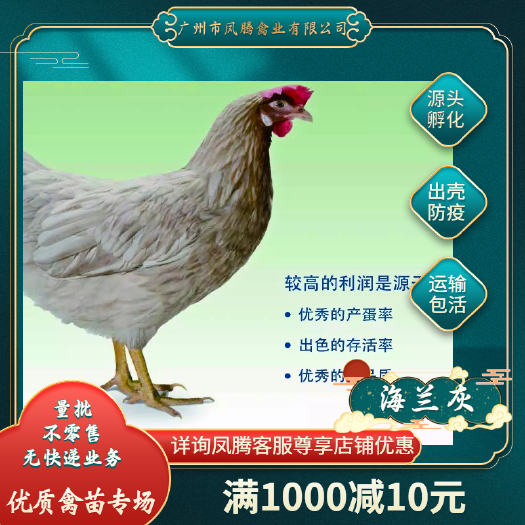 广州市凤腾禽业有限公司
源头
孵化
出壳
防疫
运输
包活
较高的利润是源于
优秀的产蛋率
出色的存活率
优秀的
海兰灰
量批
不零售
无快递业务
优质禽苗专场
详询凤腾客服尊享店铺优惠
满1000减10元